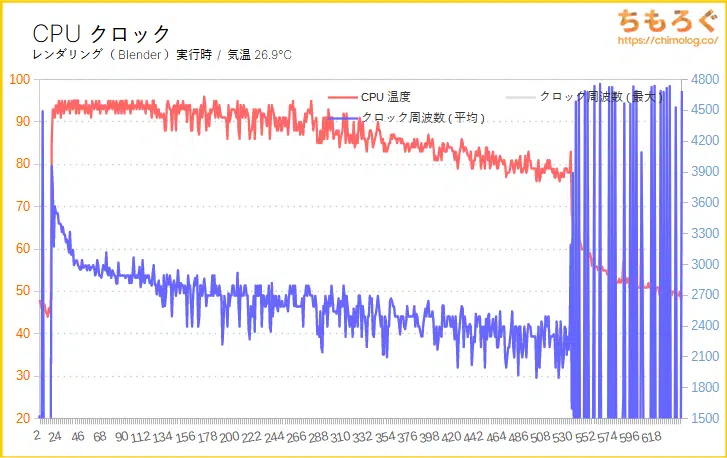 CPU クロック
レンダリング（Blender）実行時 / 気温 26.9°C
ちもろぐ
https://chimolog.co/
CPU 温度
クロック周波数 ( 最大 )
クロック周波数 ( 平均 )
100
90
80
70
60
50
40
30
20
4800
4500
4200
3900
3600
3300
3000
2700
2400
2100
1800
1500
2 24 46 68 90 112 134 156 178 200 222 244 266 288 310 332 354 376 398 420 442 464 486 508 530 552 574 596 618